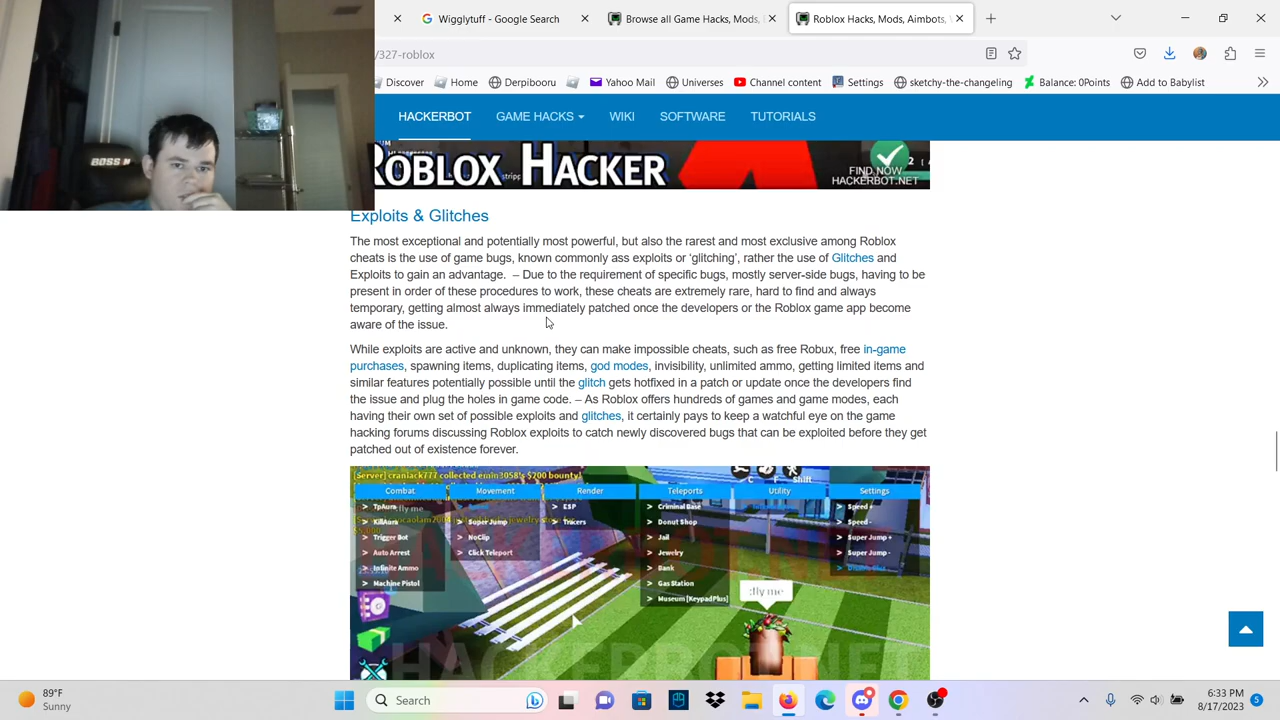 Wigglytuff - Google Search
Browse all Game Hacks, Mods,
Roblox Hacks, Mods, Aimbots,
/327-roblox
Discover
Home
Derpibooru
Yahoo Mail
Universes
Channel content
Settings
sketchy-the-changeling
Balance: 0Points
Add to Babylist
HACKERBOT
GAME HACKS
WIKI
SOFTWARE
TUTORIALS
ROBLOX HACKER
FIND NOW
HACKERBOT.NET
BOSS
Exploits & Glitches
The most exceptional and potentially most powerful, but also the rarest and most exclusive among Roblox
cheats is the use of game bugs, known commonly ass exploits or ‘glitching’, rather the use of Glitches and
Exploits to gain an advantage. – Due to the requirement of specific bugs, mostly server-side bugs, having to be
present in order of these procedures to work, these cheats are extremely rare, hard to find and always
temporary, getting almost always immediately patched once the developers or the Roblox game app become
aware of the issue.
While exploits are active and unknown, they can make impossible cheats, such as free Robux, free in-game
purchases, spawning items, duplicating items, god modes, invisibility, unlimited ammo, getting limited items and
similar features potentially possible until the glitch gets hotfixed in a patch or update once the developers find
the issue and plug the holes in game code. – As Roblox offers hundreds of games and game modes, each
having their own set of possible exploits and glitches, it certainly pays to keep a watchful eye on the game
hacking forums discussing Roblox exploits to catch newly discovered bugs that can be exploited before they get
patched out of existence forever.
[Server] cranlack777 collected emin3058's $200 bounty!
C F Shift
Combat Movement Render Teleports Utility Settings
> TpAura > ESP > Criminal Base > Speed +
> KillAura > Super Jump > Tracers > Donut Shop > Speed -
> Trigger Bot > NoClip > Jail > Super Jump +
> Auto Arrest > Click Teleport > Jewelry > Super Jump -
> Infinite Ammo > Bank
> Machine Pistol > Gas Station
> Museum [KeypadPlus]
:fly me
HACKERBOT.NET
89°F
Sunny
Search
6:33 PM
8/17/2023
5